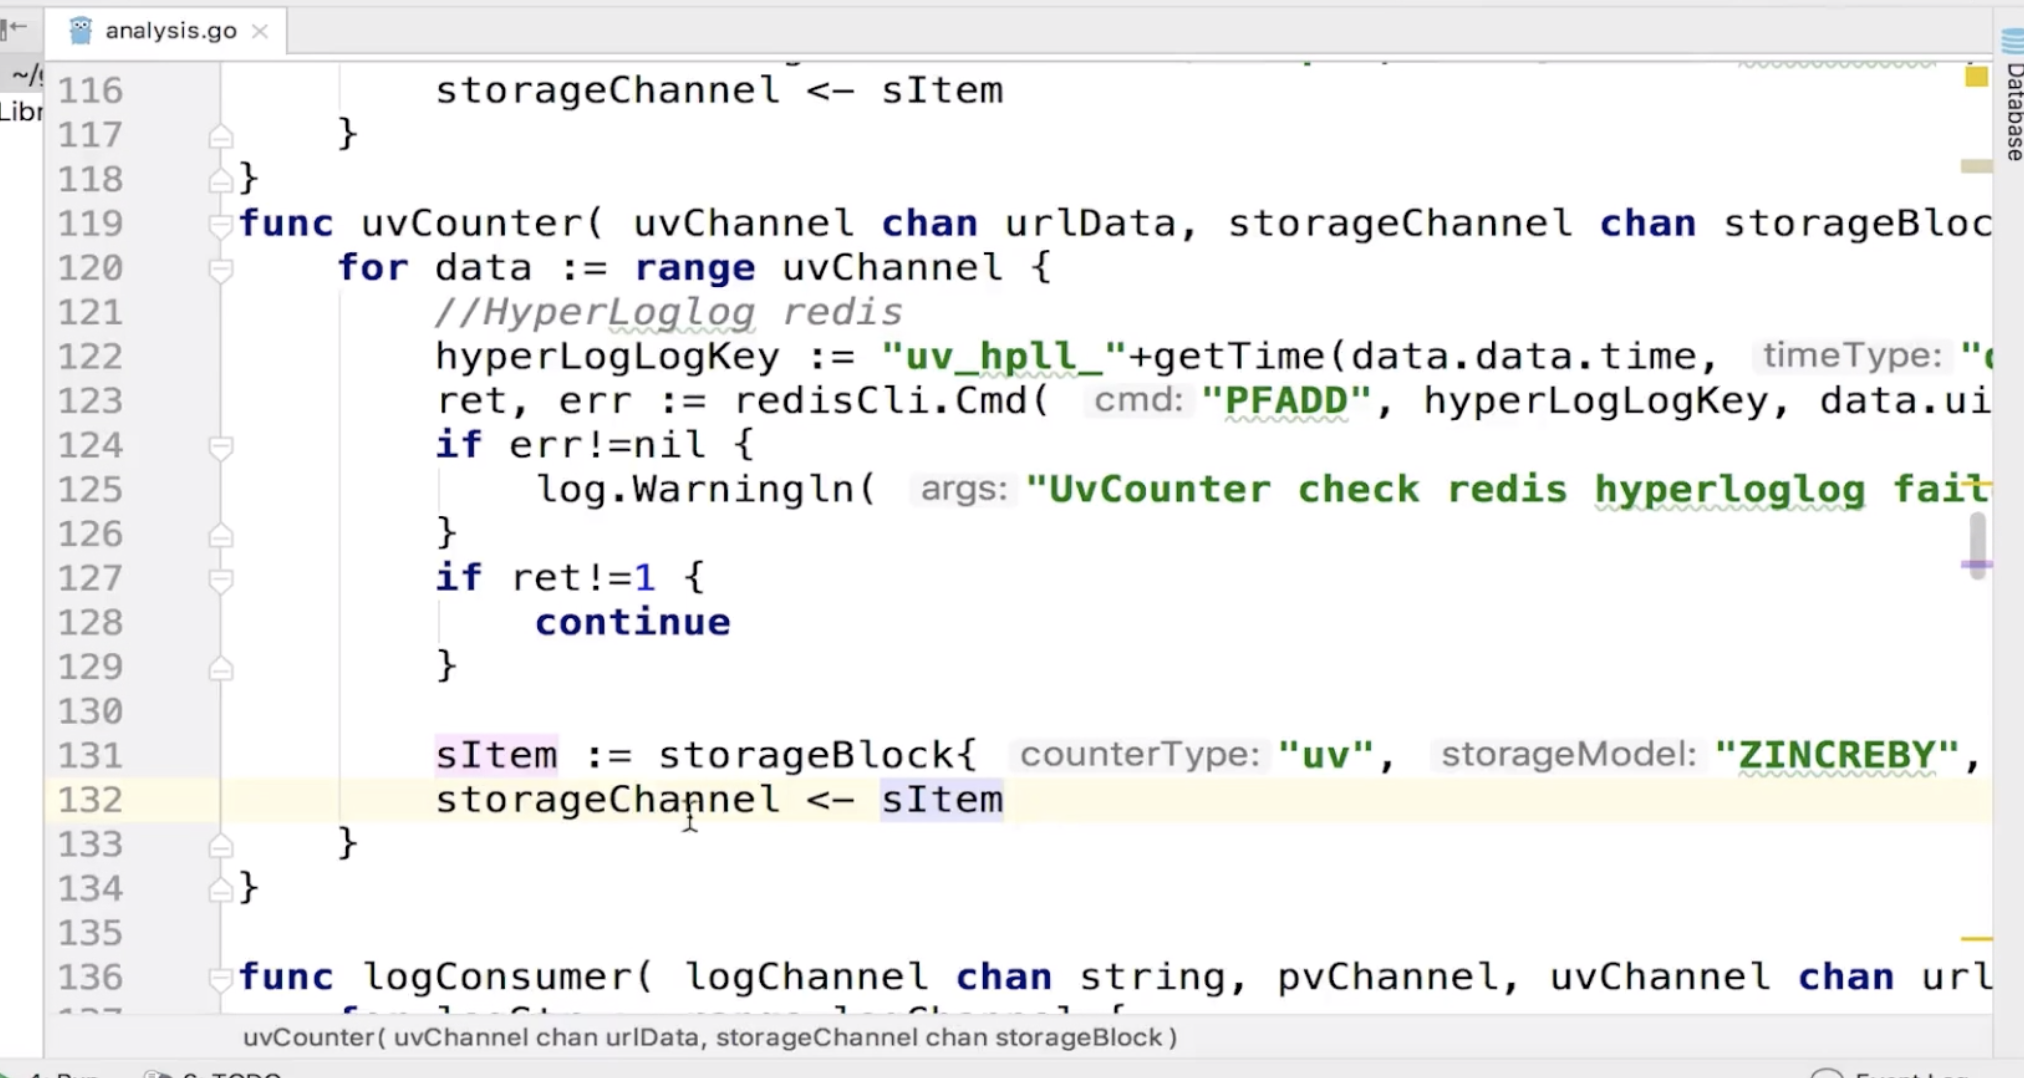 analysis.go
~/g
Libr
Database
116 storageChannel <- sItem
117 }
118 }
119 func uvCounter( uvChannel chan urlData, storageChannel chan storageBloc
120 for data := range uvChannel {
121 //HyperLoglog redis
122 hyperLogLogKey := "uv_hpll_"+getTime(data.data.time, timeType: "d
123 ret, err := redisCli.Cmd( cmd: "PFADD", hyperLogLogKey, data.ui
124 if err!=nil {
125 log.Warningln( args: "UvCounter check redis hyperloglog fail
126 }
127 if ret!=1 {
128 continue
129 }
130
131 sItem := storageBlock{ counterType: "uv", storageModel: "ZINCREBY",
132 storageChannel <- sItem
133 }
134 }
135
136 func logConsumer( logChannel chan string, pvChannel, uvChannel chan url
uvCounter( uvChannel chan urlData, storageChannel chan storageBlock )